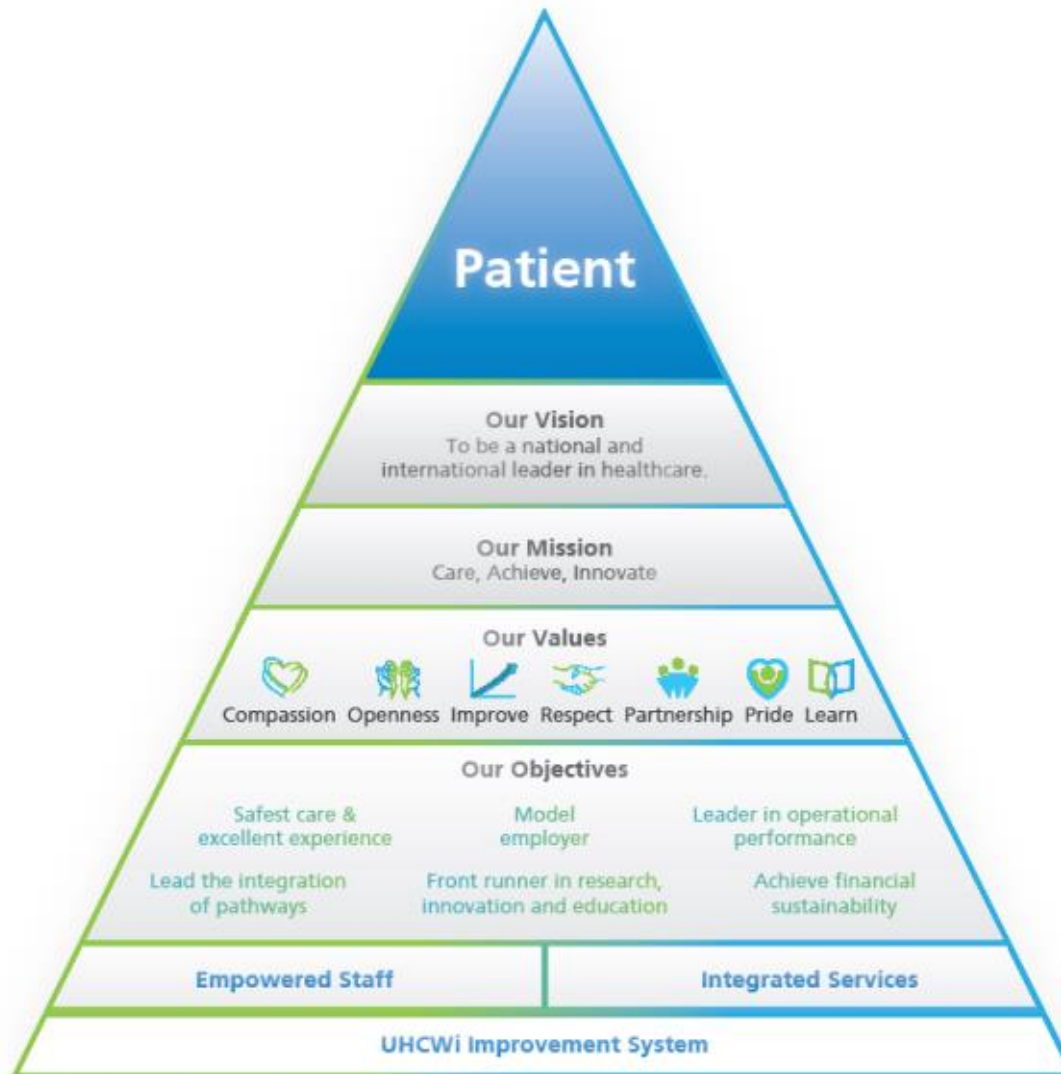 Patient
Our Vision
To be a national and
international leader in healthcare.
Our Mission
Care, Achieve, Innovate
Our Values
Compassion Openness Improve Respect Partnership Pride Learn
Our Objectives
Safest care &
excellent experience
Model
employer
Leader in operational
performance
Lead the integration
of pathways
Front runner in research,
innovation and education
Achieve financial
sustainability
Empowered Staff
Integrated Services
UHCWi Improvement System